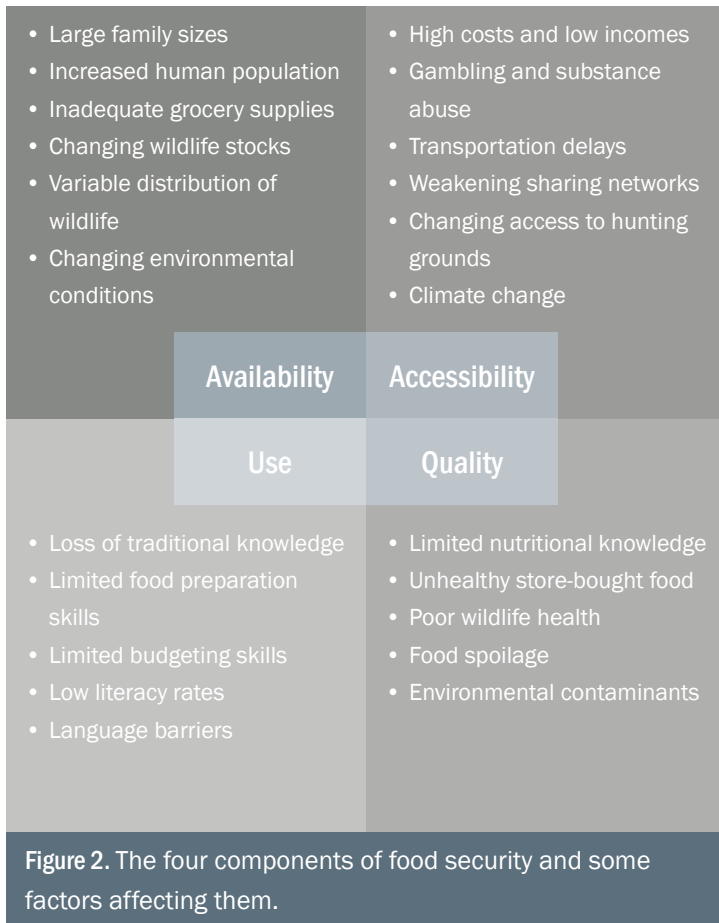 • Large family sizes
• Increased human population
• Inadequate grocery supplies
• Changing wildlife stocks
• Variable distribution of
wildlife
• Changing environmental
conditions
Availability
• High costs and low incomes
• Gambling and substance
abuse
• Transportation delays
• Weakening sharing networks
• Changing access to hunting
grounds
• Climate change
Accessibility
Use
• Loss of traditional knowledge
• Limited food preparation
skills
• Limited budgeting skills
• Low literacy rates
• Language barriers
Quality
• Limited nutritional knowledge
• Unhealthy store-bought food
• Poor wildlife health
• Food spoilage
• Environmental contaminants
Figure 2. The four components of food security and some
factors affecting them.